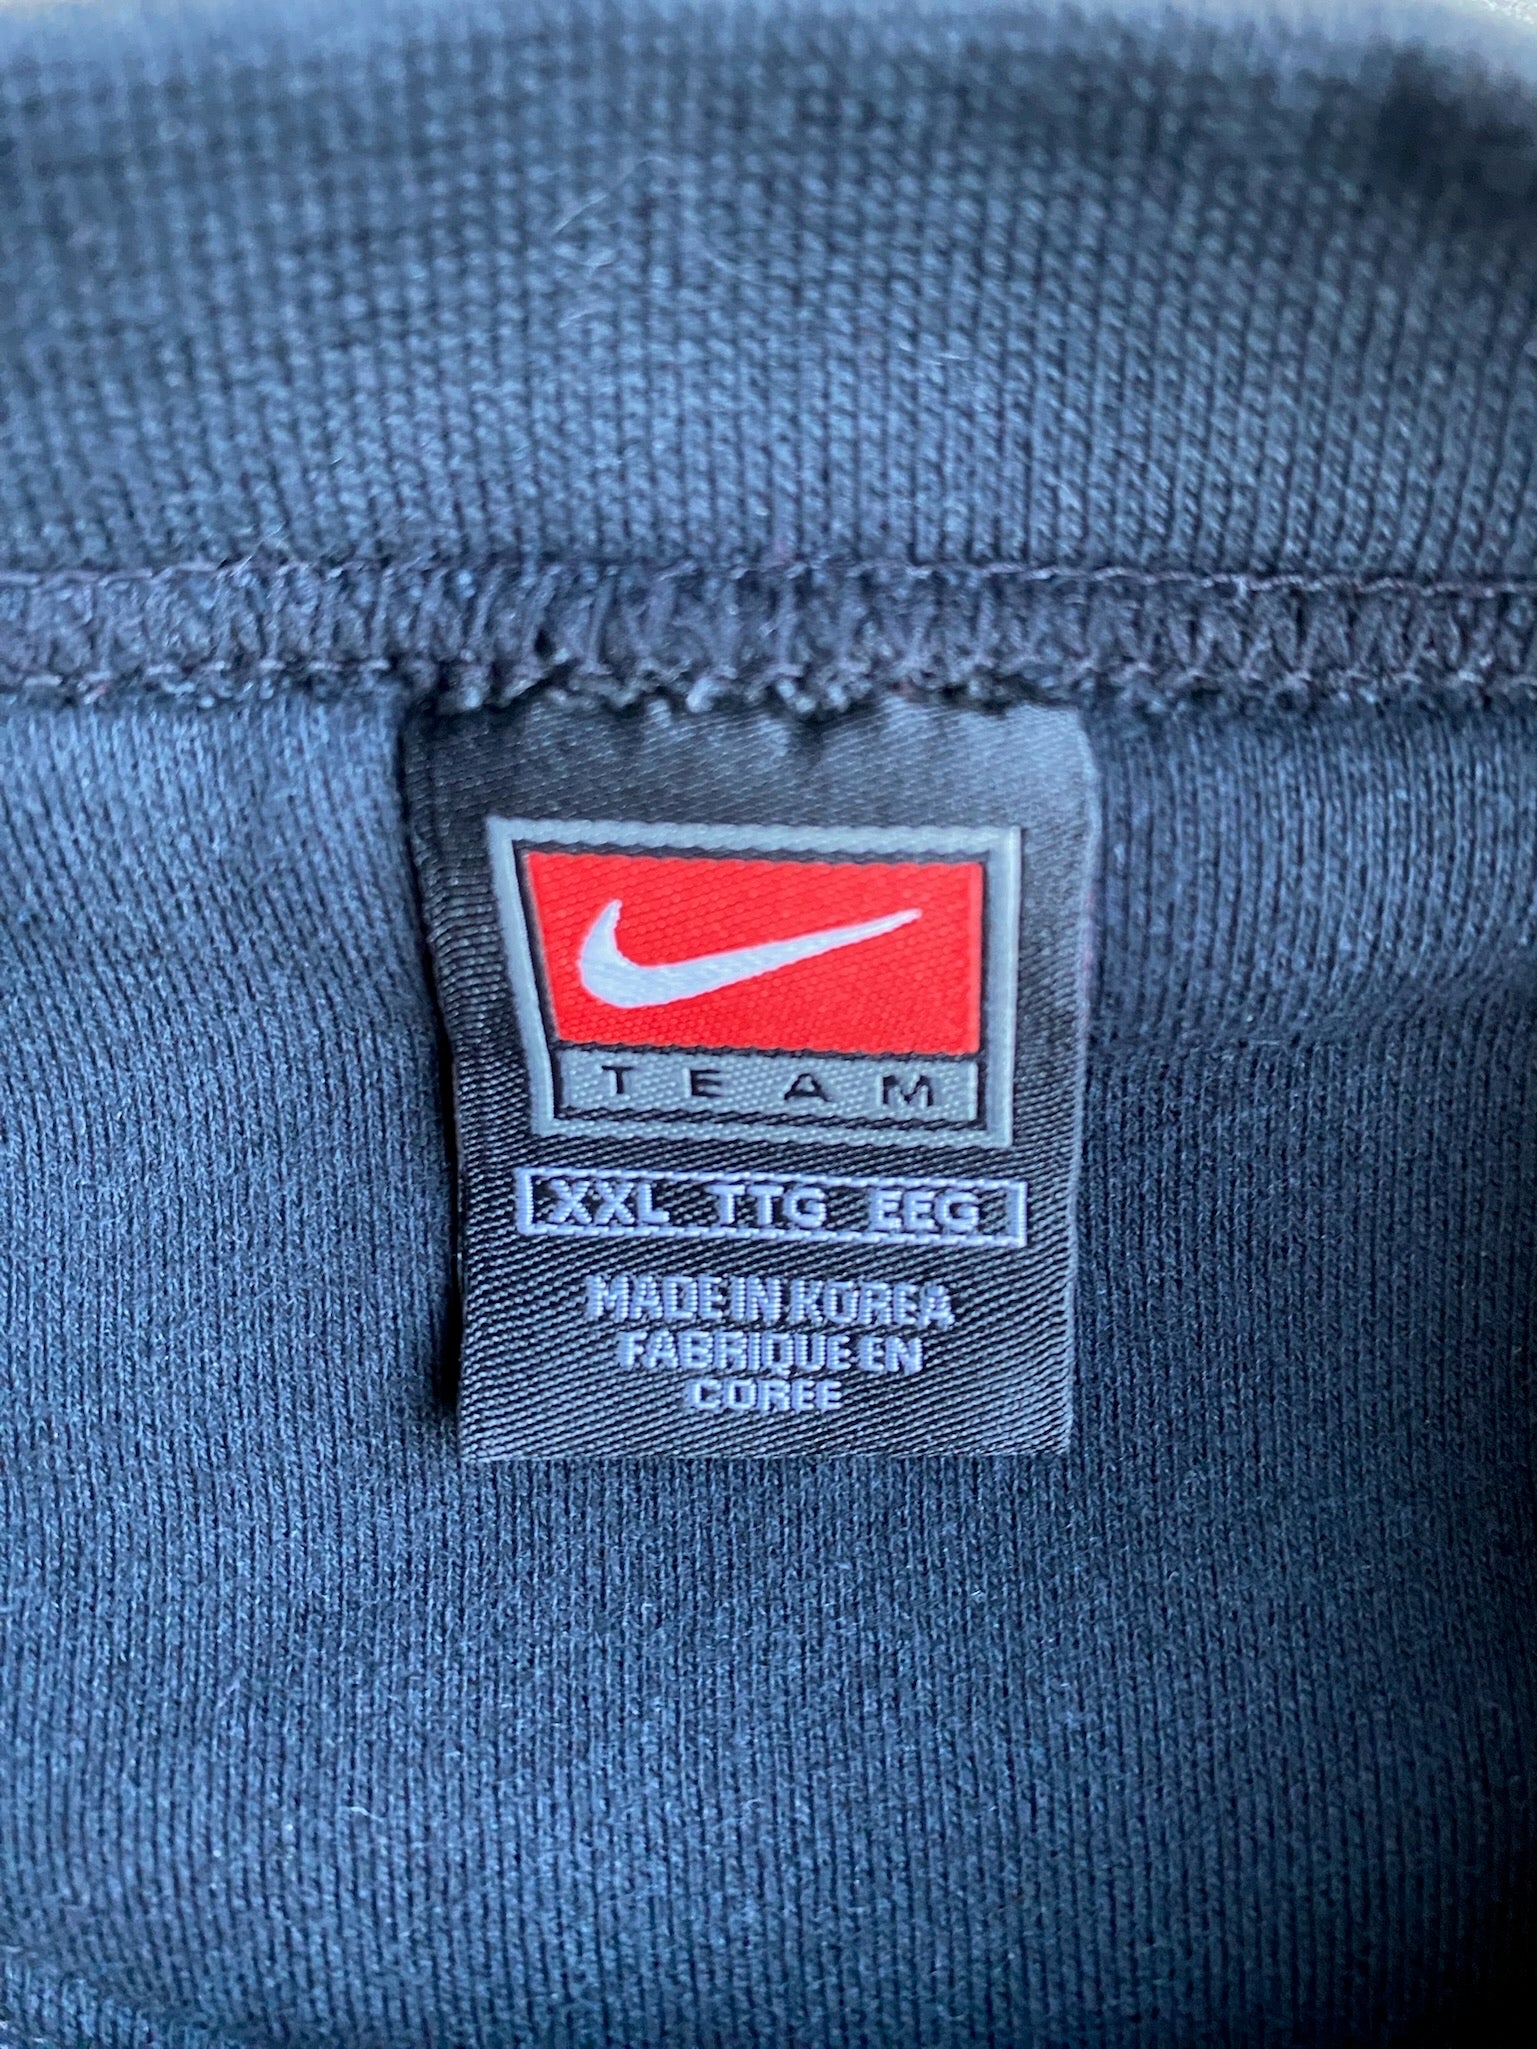 TEAM
XXL TTG EEG
MADE IN KOREA
FABRIQUE EN
COREE